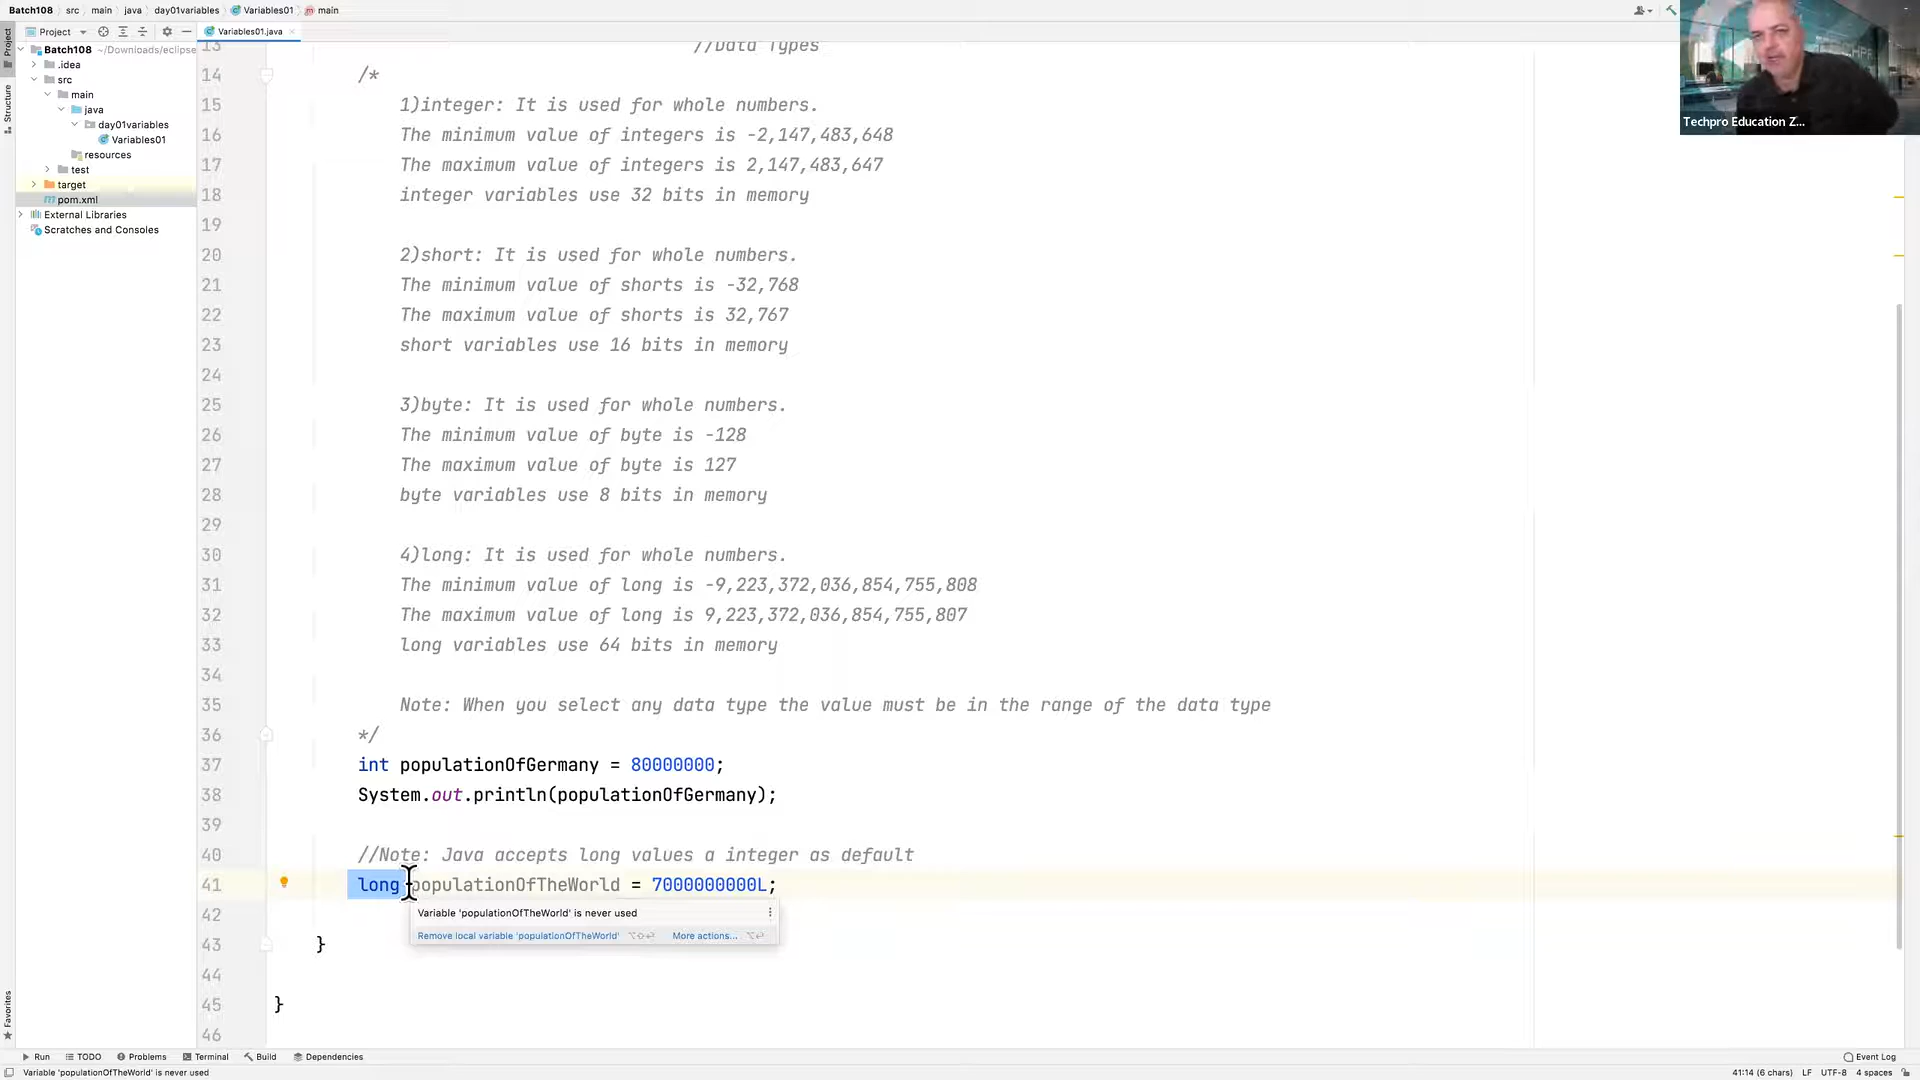 Batch108 src main java day01variables Variables01 main
Project
Variables01.java
Batch108 ~/Downloads/eclipse
.idea
src
main
java
day01variables
Variables01
resources
test
target
pom.xml
External Libraries
Scratches and Consoles
Project
Structure
Favorites
Techpro Education Z...
13 //Data Types
14 /*
15 1)integer: It is used for whole numbers.
16 The minimum value of integers is -2,147,483,648
17 The maximum value of integers is 2,147,483,647
18 integer variables use 32 bits in memory
19
20 2)short: It is used for whole numbers.
21 The minimum value of shorts is -32,768
22 The maximum value of shorts is 32,767
23 short variables use 16 bits in memory
24
25 3)byte: It is used for whole numbers.
26 The minimum value of byte is -128
27 The maximum value of byte is 127
28 byte variables use 8 bits in memory
29
30 4)long: It is used for whole numbers.
31 The minimum value of long is -9,223,372,036,854,755,808
32 The maximum value of long is 9,223,372,036,854,755,807
33 long variables use 64 bits in memory
34
35 Note: When you select any data type the value must be in the range of the data type
36 */
37 int populationOfGermany = 80000000;
38 System.out.println(populationOfGermany);
39
40 //Note: Java accepts long values a integer as default
41 long populationOfTheWorld = 7000000000L;
42
Variable 'populationOfTheWorld' is never used
Remove local variable 'populationOfTheWorld' More actions...
43 }
44
45 }
46
Run TODO Problems Terminal Build Dependencies Event Log
Variable 'populationOfTheWorld' is never used 41:14 (6 chars) LF UTF-8 4 spaces